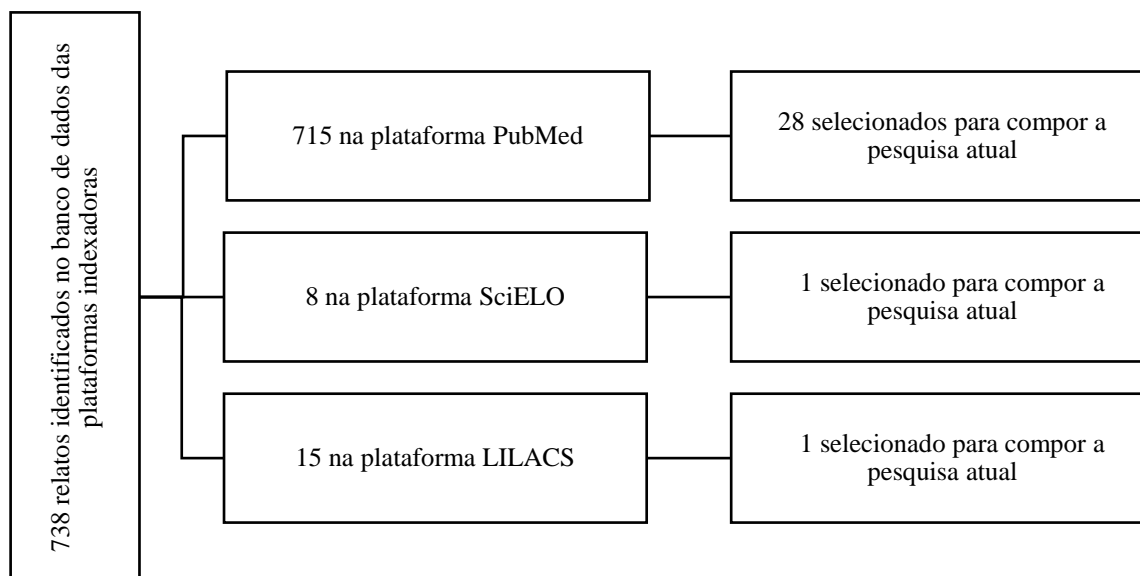 738 relatos identificados no banco de dados das
plataformas indexadoras
715 na plataforma PubMed
28 selecionados para compor a
pesquisa atual
8 na plataforma SciELO
1 selecionado para compor a
pesquisa atual
15 na plataforma LILACS
1 selecionado para compor a
pesquisa atual